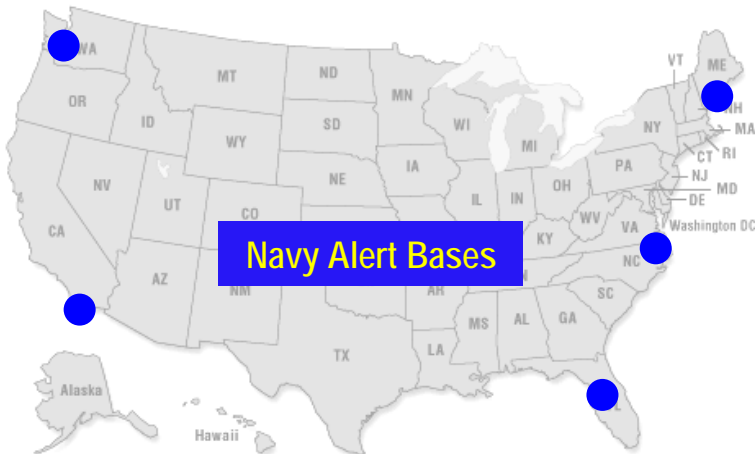 WA
MT
ND
MN
VT
ME
NH
OR
ID
SD
WI
MI
NY
MA
WY
IA
PA
CT
RI
NE
NJ
NV
UT
CO
IL
IN
OH
MD
DE
CA
WV
VA
Washington DC
KY
Navy Alert Bases
NC
AZ
NM
AR
SC
MS
AL
GA
TX
LA
Alaska
Hawaii